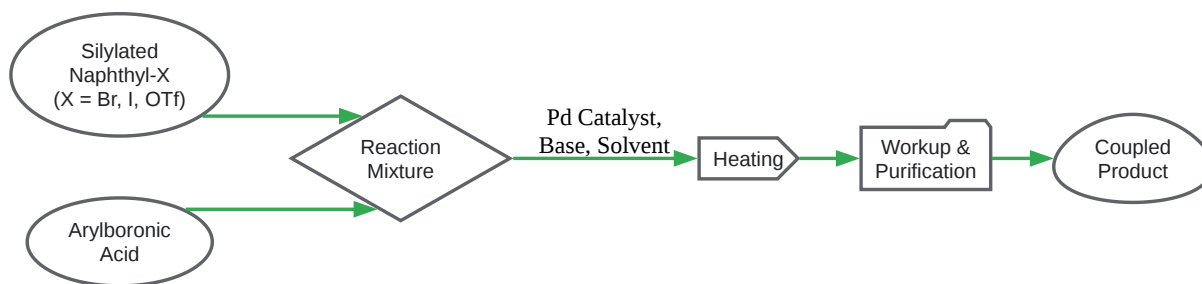 Silylated
Naphthyl-X
(X = Br, I, OTf)
Arylboronic
Acid
Reaction
Mixture
Pd Catalyst,
Base, Solvent
Heating
Workup &
Purification
Coupled
Product